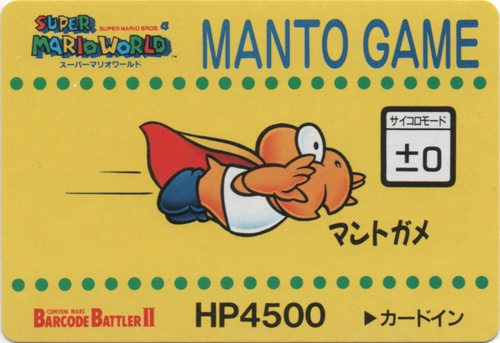 SUPER MARIO BROS. 4
SUPER
MARIO WORLD
TM
スーパーマリオワールド
MANTO GAME
サイコロモード
±0
マントガメ
CONVENI WARS
BARCODE BATTLER II
HP4500
▶カードイン